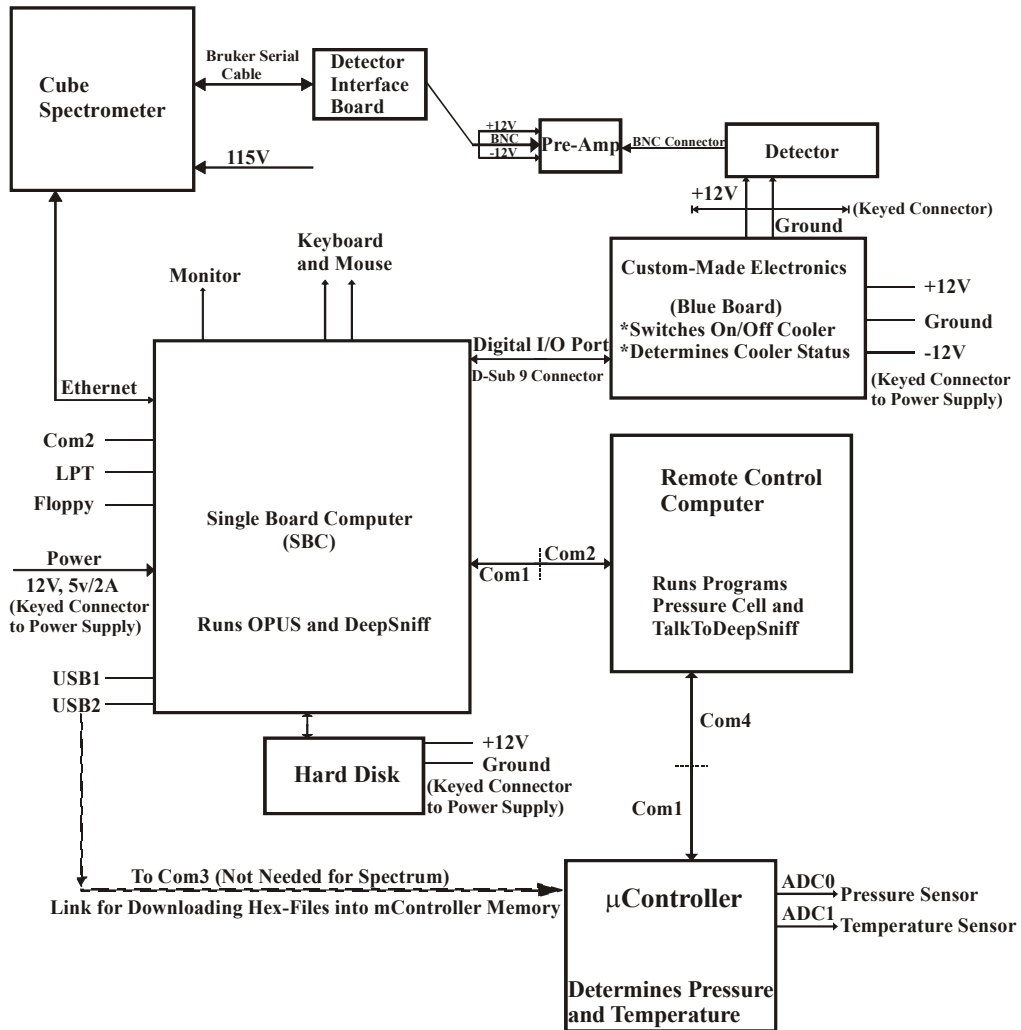 Cube
Spectrometer
Bruker Serial
Cable
Detector
Interface
Board
+12V
BNC
-12V
Pre-Amp
BNC Connector
Detector
115V
+12V
(Keyed Connector)
Ground
Custom-Made Electronics
(Blue Board)
*Switches On/Off Cooler
*Determines Cooler Status
+12V
Ground
-12V
(Keyed Connector
to Power Supply)
Keyboard
and Mouse
Monitor
Digital I/O Port
D-Sub 9 Connector
Ethernet
Com2
LPT
Floppy
Power
12V, 5v/2A
(Keyed Connector
to Power Supply)
USB1
USB2
Single Board Computer
(SBC)
Runs OPUS and DeepSniff
Com1
Com2
Remote Control
Computer
Runs Programs
Pressure Cell and
TalkToDeepSniff
Com4
Com1
Hard Disk
+12V
Ground
(Keyed Connector
to Power Supply)
To Com3 (Not Needed for Spectrum)
Link for Downloading Hex-Files into mController Memory
μController
Determines Pressure
and Temperature
ADC0
Pressure Sensor
ADC1
Temperature Sensor